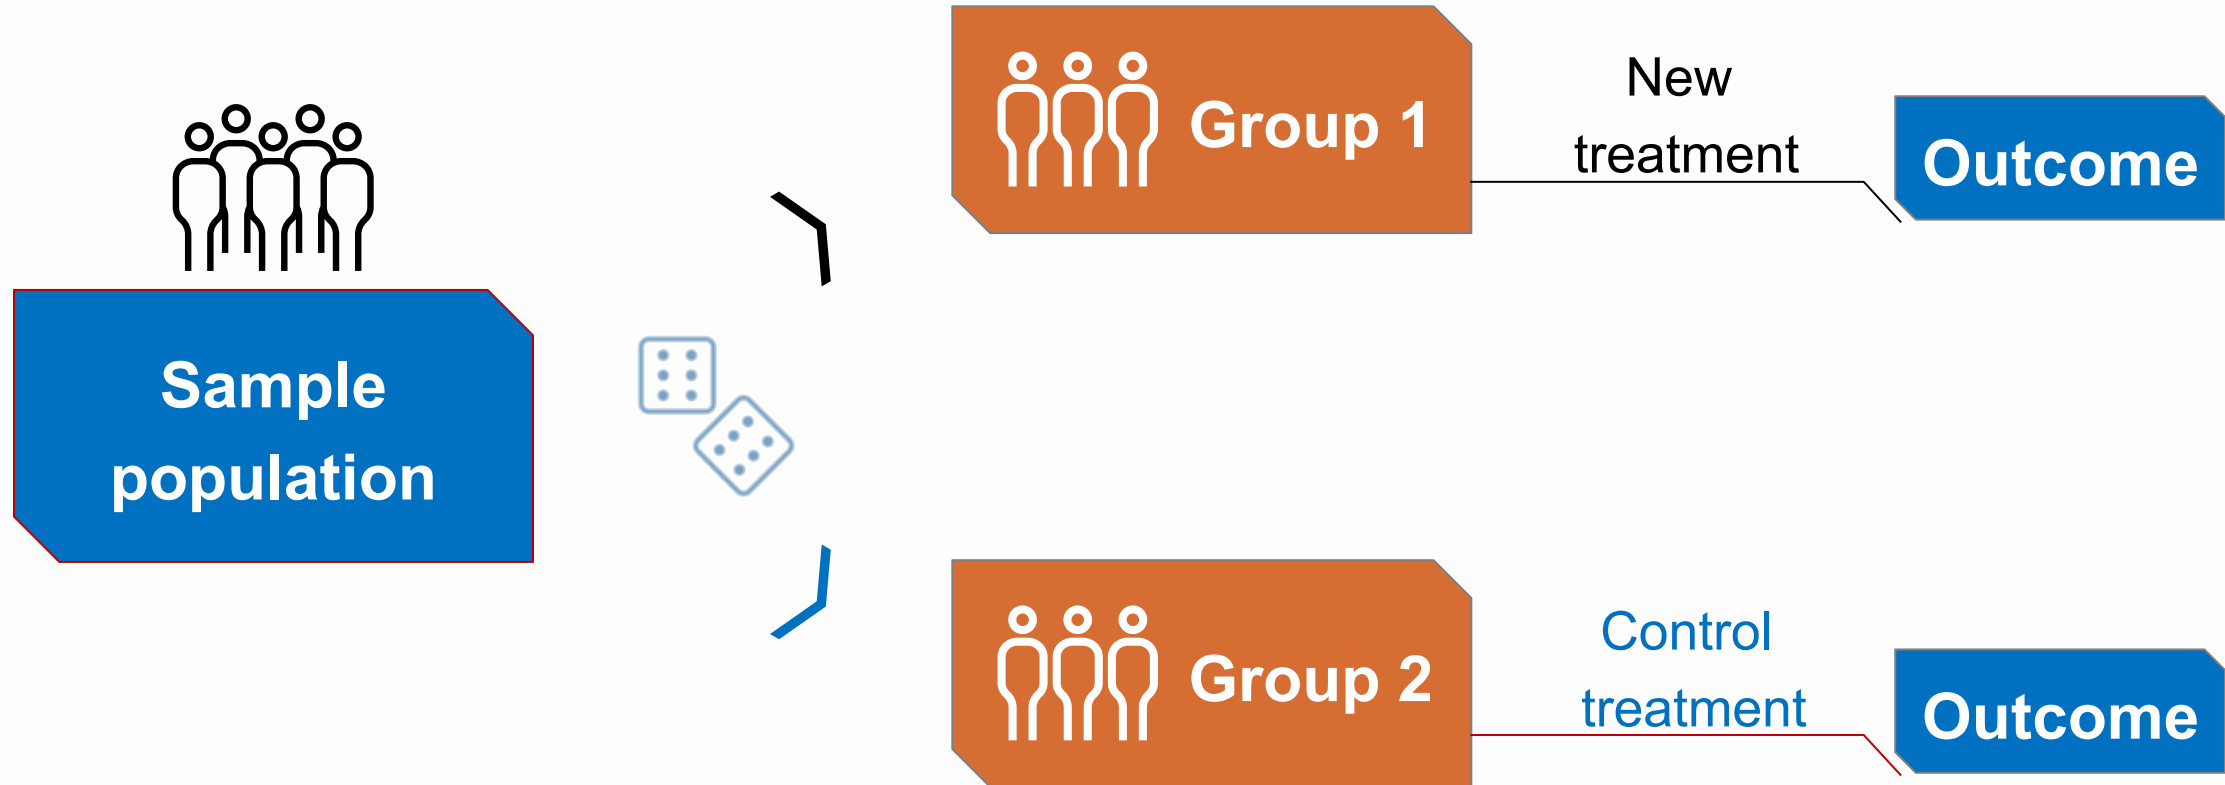 Sample
population
Group 1
New
treatment
Outcome
Group 2
Control
treatment
Outcome